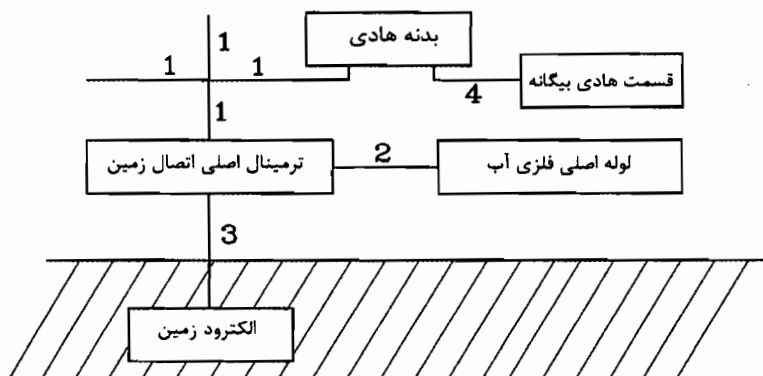 1
بدنه هادی
1
1
4
قسمت هادی بیگانه
1
ترمینال اصلی اتصال زمین
2
لوله اصلی فلزی آب
3
الکترود زمین